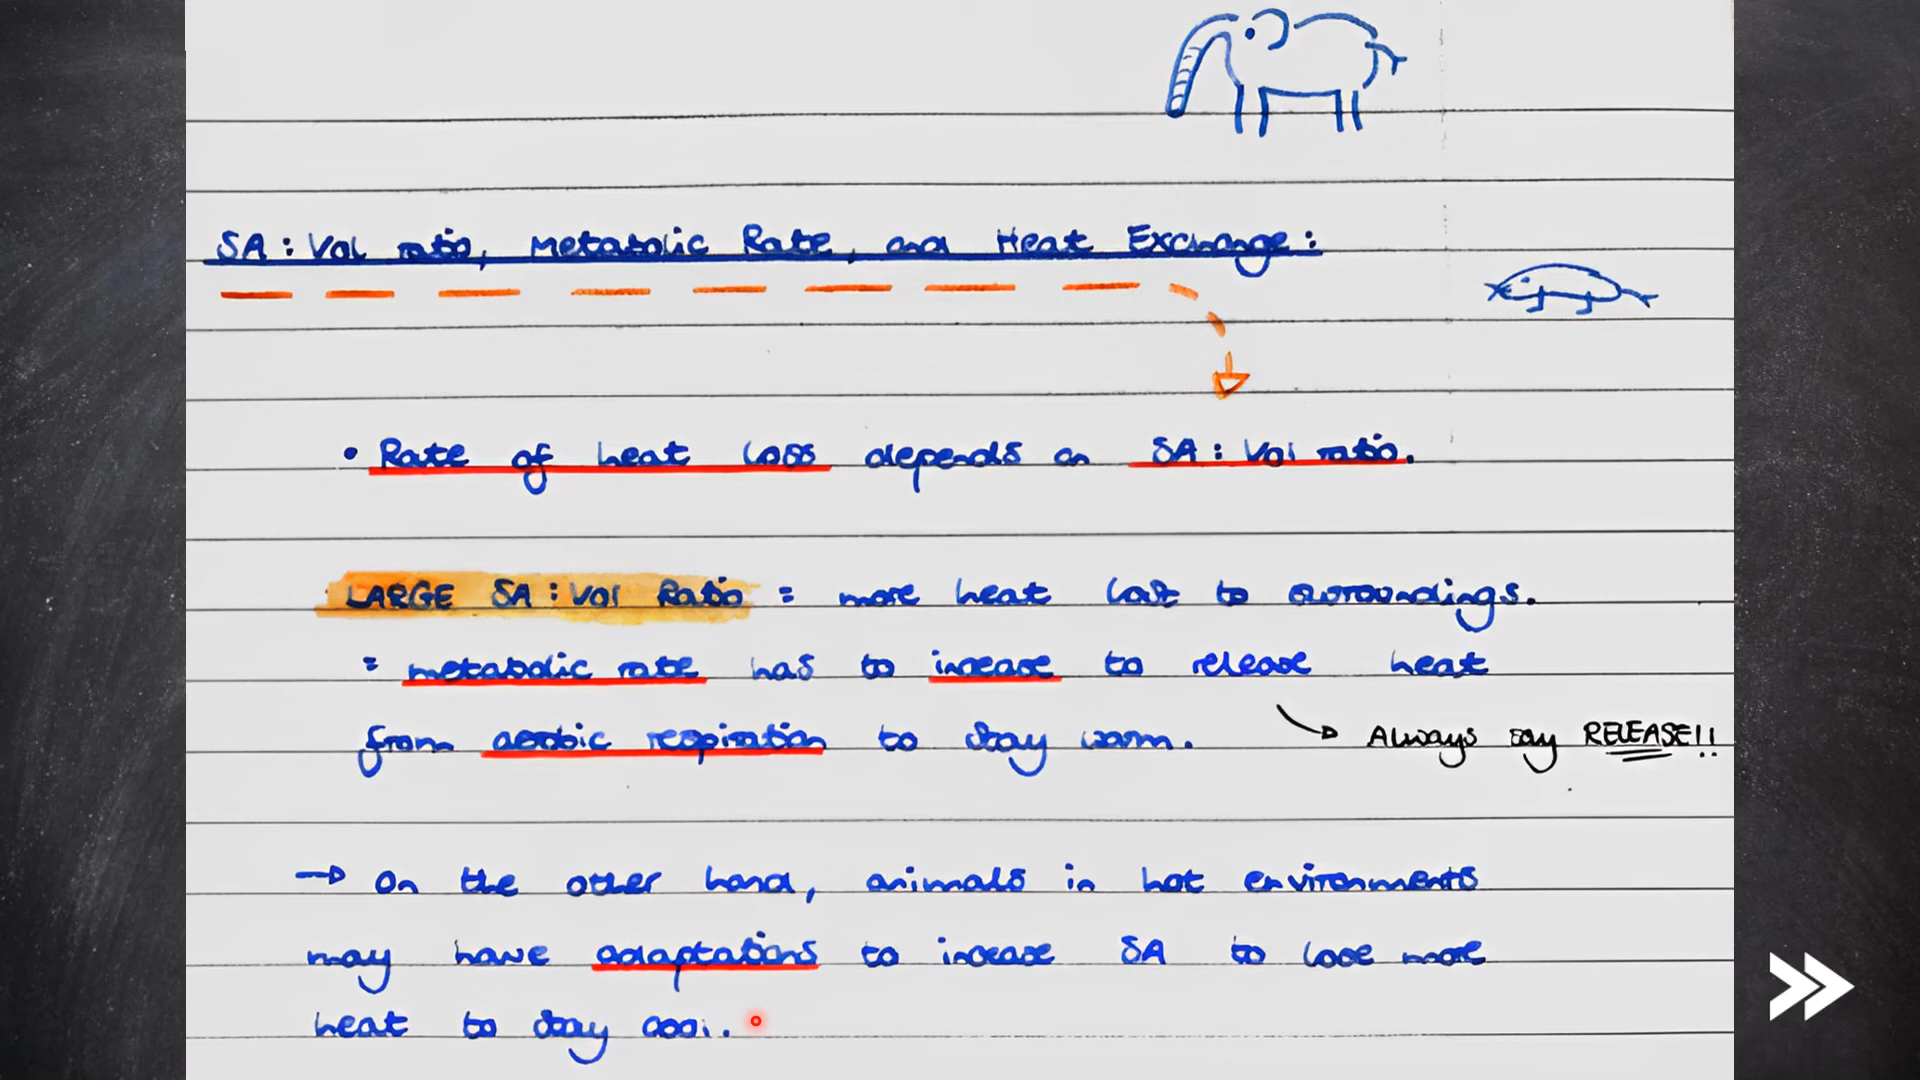 SA : Vol ratio, Metabolic Rate, and Heat Exchange :
• Rate of heat loss depends on SA : Vol ratio.
LARGE SA : Vol Ratio = more heat lost to surroundings.
= metabolic rate has to increase to release heat
from aerobic respiration to stay warm.
→ Always say RELEASE!!
→ On the other hand, animals in hot environments
may have adaptations to increase SA to lose more
heat to stay cool.